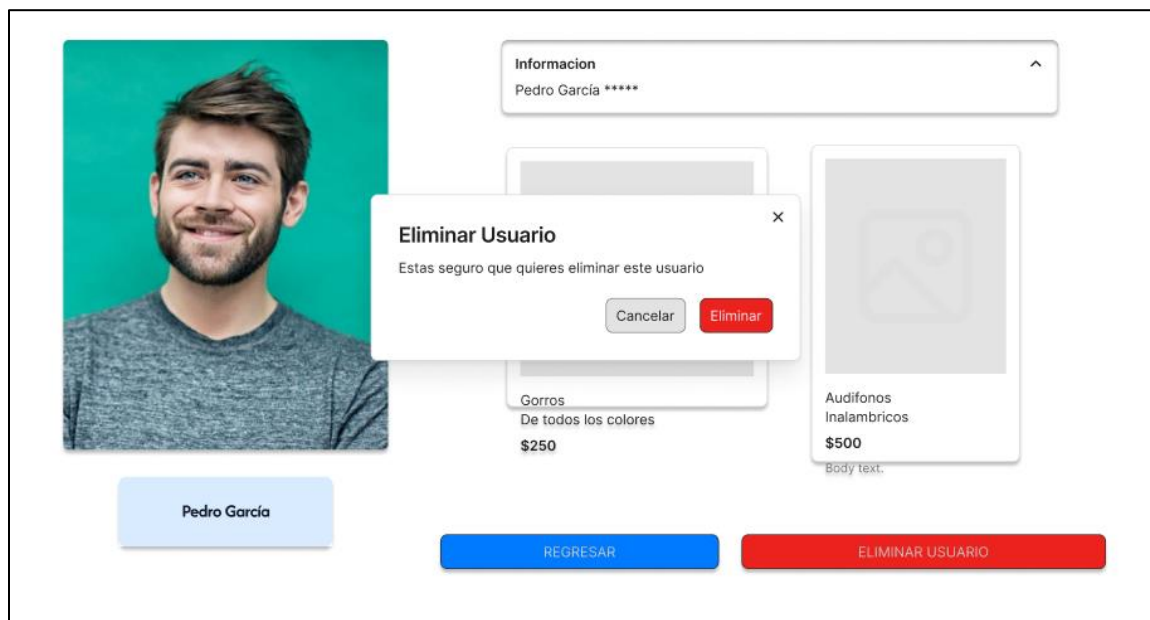 Informacion
Pedro García *****
Eliminar Usuario
Estas seguro que quieres eliminar este usuario
Cancelar
Eliminar
Gorros
De todos los colores
$250
Audifonos
Inalambricos
$500
Body text.
Pedro García
REGRESAR
ELIMINAR USUARIO